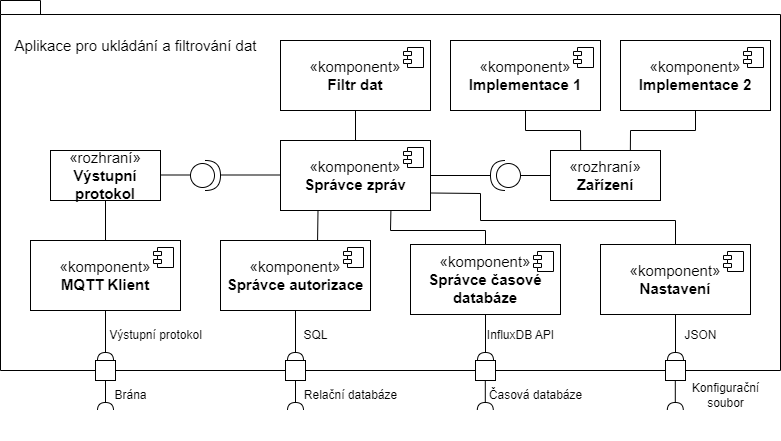 Aplikace pro ukládání a filtrování dat
«komponent»
Filtr dat
«komponent»
Implementace 1
«komponent»
Implementace 2
«rozhraní»
Výstupní
protokol
«komponent»
Správce zpráv
«rozhraní»
Zařízení
«komponent»
MQTT Klient
«komponent»
Správce autorizace
«komponent»
Správce časové
databáze
«komponent»
Nastavení
Výstupní protokol
SQL
InfluxDB API
JSON
Brána
Relační databáze
Časová databáze
Konfigurační
soubor